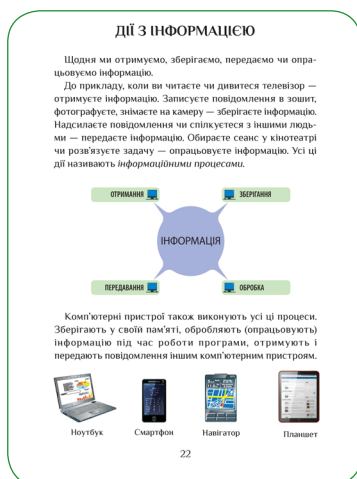 ДІЇ З ІНФОРМАЦІЄЮ
Щодня ми отримуємо, зберігаємо, передаємо чи опра-
цьовуємо інформацію.
До прикладу, коли ви читаєте чи дивитеся телевізор —
отримуєте інформацію. Записуєте повідомлення в зошит,
фотографуєте, знімаєте на камеру — зберігаєте інформацію.
Надсилаєте повідомлення чи спілкуєтеся з іншими людь-
ми — передаєте інформацію. Обираєте сеанс у кінотеатрі
чи розв'язуєте задачу — опрацьовуєте інформацію. Усі ці
дії називають інформаційними процесами.
ОТРИМАННЯ
ЗБЕРІГАННЯ
ІНФОРМАЦІЯ
ПЕРЕДАВАННЯ
ОБРОБКА
Комп'ютерні пристрої також виконують усі ці процеси.
Зберігають у своїй пам'яті, обробляють (опрацьовують)
інформацію під час роботи програми, отримують і
передають повідомлення іншим комп'ютерним пристроям.
Ноутбук
Смартфон
Навігатор
Планшет
22